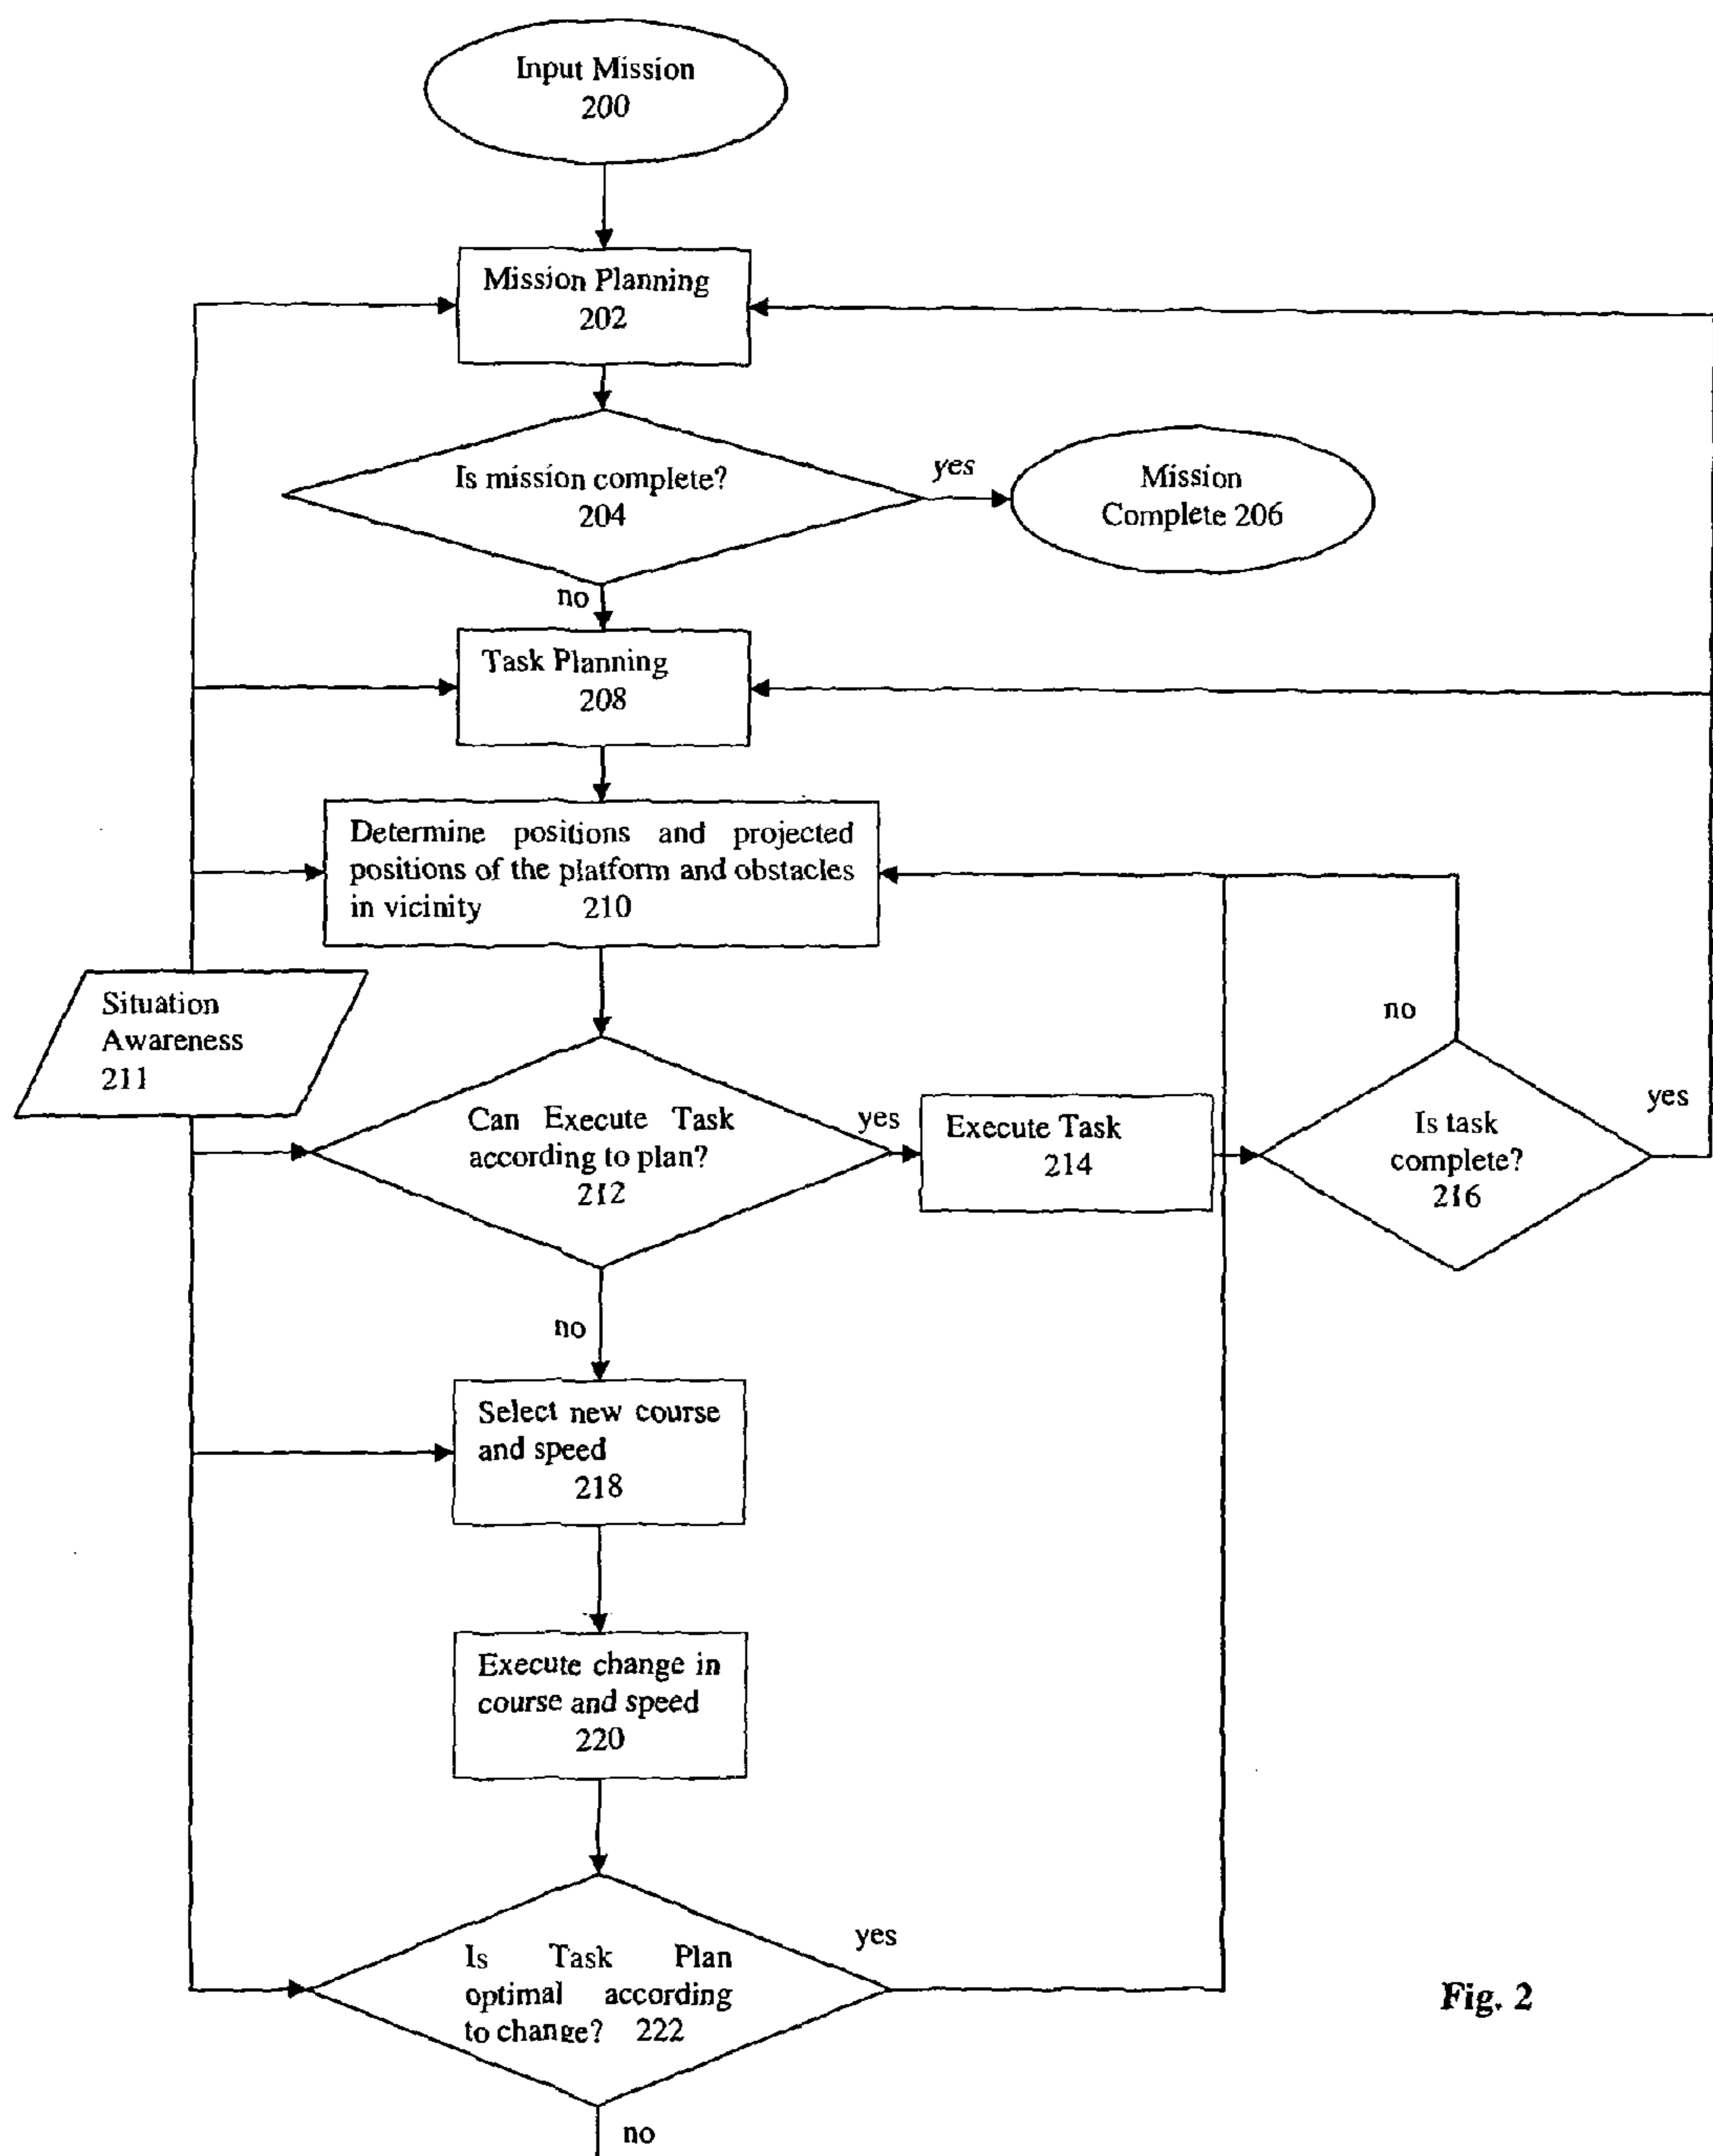 Input Mission
200
Mission Planning
202
Is mission complete?
204
yes
Mission
Complete 206
no
Task Planning
208
Determine positions and projected
positions of the platform and obstacles
in vicinity 210
Situation
Awareness
211
no
Can Execute Task
according to plan?
212
yes
Execute Task
214
Is task
complete?
216
yes
no
Select new course
and speed
218
Execute change in
course and speed
220
Is Task Plan
optimal according
to change? 222
yes
Fig. 2
no